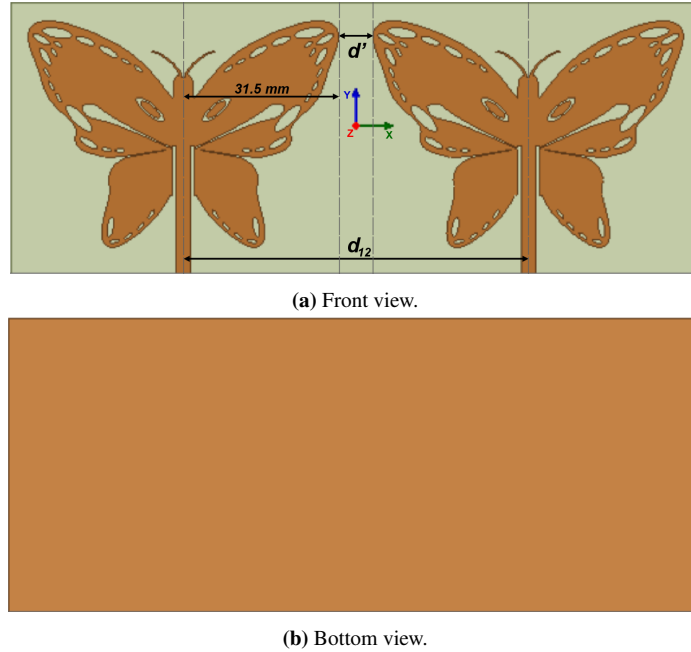 d'
31.5 mm
Y
Z
X
d12
(a) Front view.
(b) Bottom view.